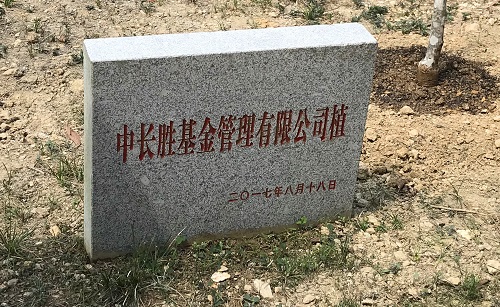 申长胜基金管理有限公司植
二〇一七年八月十八日